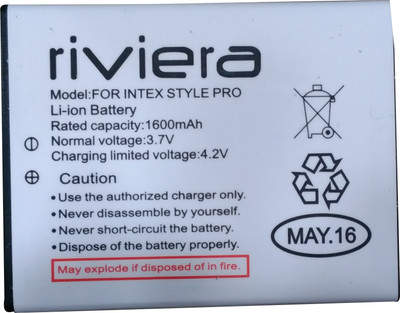 riviera
Model:FOR INTEX STYLE PRO
Li-ion Battery
Rated capacity:1600mAh
Normal voltage:3.7V
Charging limited voltage:4.2V
Caution
• Use the authorized charger only.
• Never disassemble by yourself.
• Never short-circuit the battery.
• Dispose of the battery properly.
MAY.16
May explode if disposed of in fire.